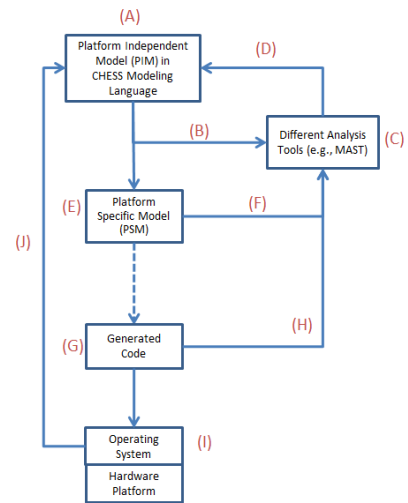 (A)
Platform Independent
Model (PIM) in
CHESS Modeling
Language
(D)
(B)
Different Analysis
Tools (e.g., MAST)
(C)
(E)
Platform
Specific Model
(PSM)
(F)
(J)
(H)
(G)
Generated
Code
Operating
System
(I)
Hardware
Platform